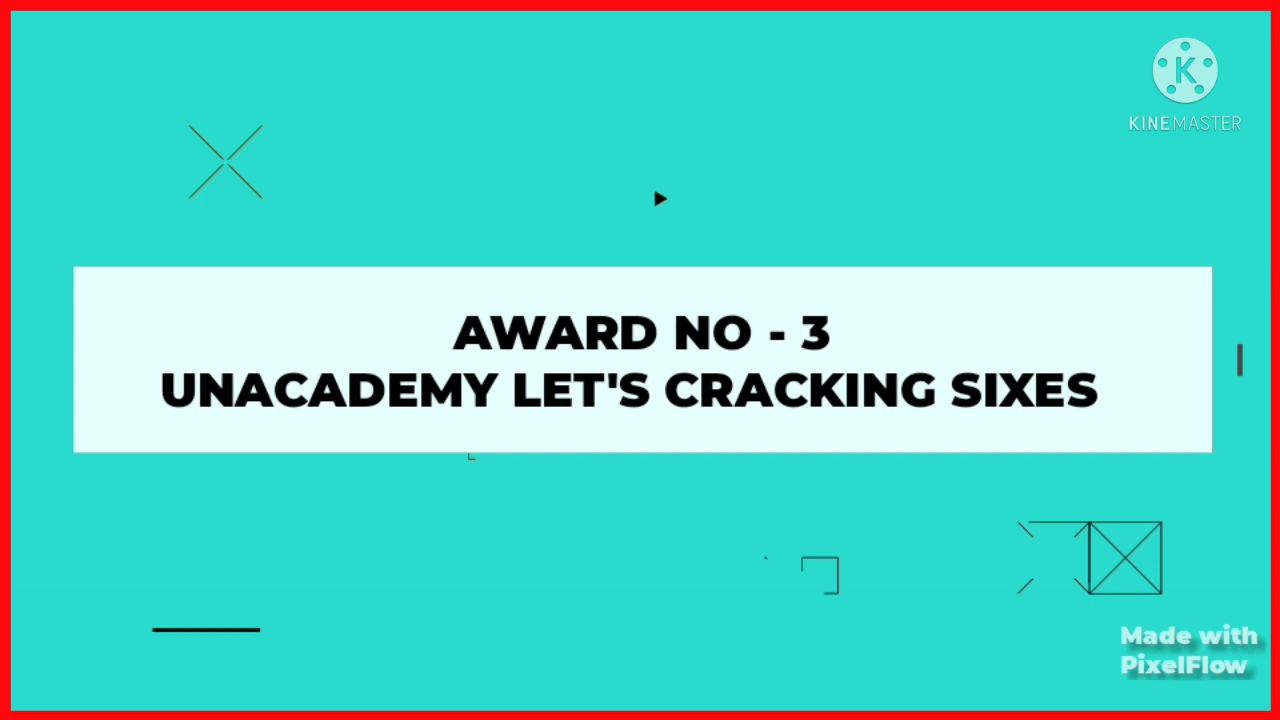 KINEMASTER
AWARD NO - 3
UNACADEMY LET'S CRACKING SIXES
Made with
PixelFlow